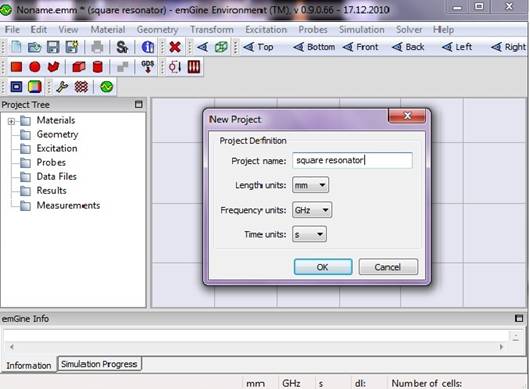 Noname.emm * (square resonator) - emGine Environment (TM), v 0.9.0.66 - 17.12.2010
File Edit View Material Geometry Transform Excitation Probes Simulation Solver Help
Top Bottom Front Back Left Right
GDS
Project Tree
Materials
Geometry
Excitation
Probes
Data Files
Results
Measurements
New Project
Project Definition
Project name: square resonator
Length units: mm
Frequency units: GHz
Time units: s
OK Cancel
emGine Info
Information Simulation Progress
mm GHz s dl: Number of cells: